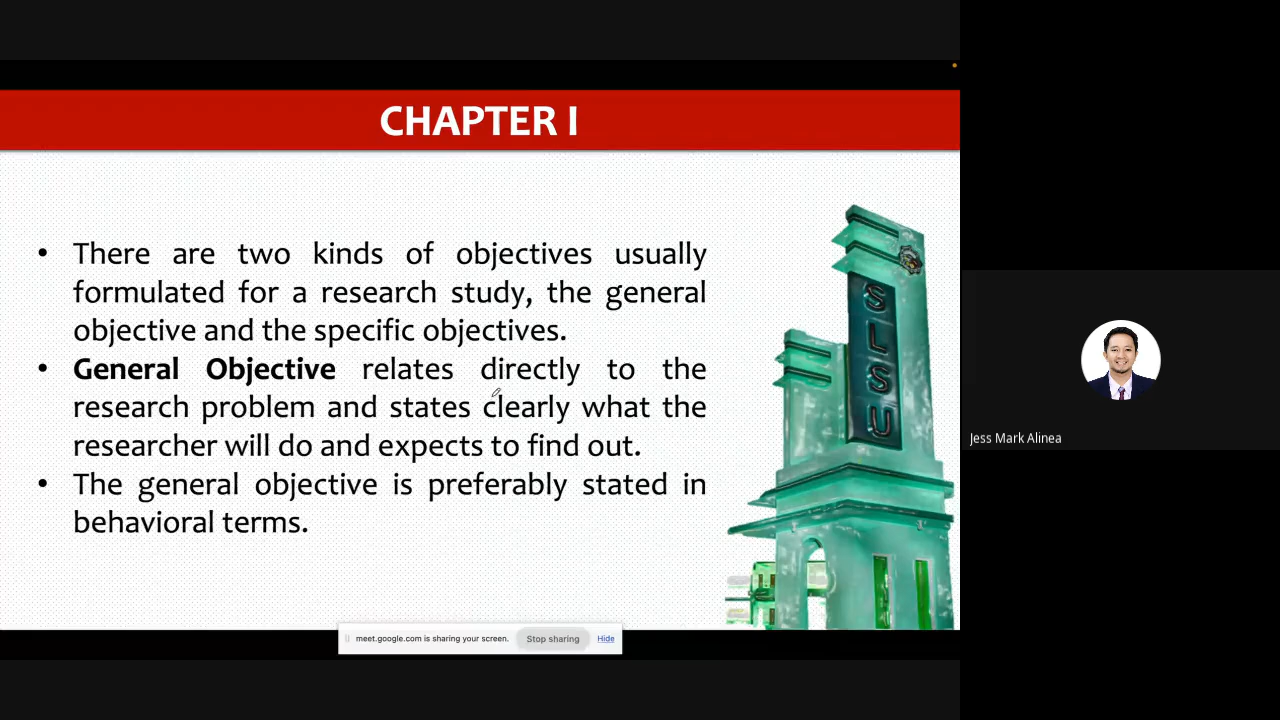 CHAPTER I
• There are two kinds of objectives usually
formulated for a research study, the general
objective and the specific objectives.
• General Objective relates directly to the
research problem and states clearly what the
researcher will do and expects to find out.
• The general objective is preferably stated in
behavioral terms.
SLSU
meet.google.com is sharing your screen. Stop sharing Hide
Jess Mark Alinea